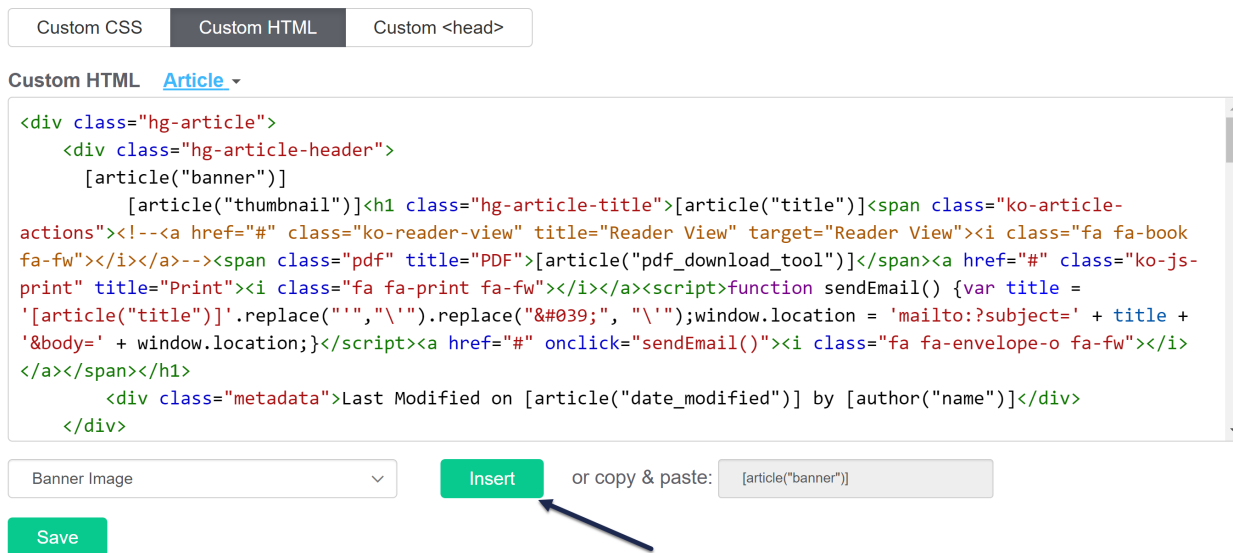 Custom CSS Custom HTML Custom <head>
Custom HTML Article
<div class="hg-article">
<div class="hg-article-header">
[article("banner")]
[article("thumbnail")]<h1 class="hg-article-title">[article("title")]<span class="ko-article-
actions"><!--<a href="#" class="ko-reader-view" title="Reader View" target="Reader View"><i class="fa fa-book
fa-fw"></i></a>--><span class="pdf" title="PDF">[article("pdf_download_tool")]</span><a href="#" class="ko-js-
print" title="Print"><i class="fa fa-print fa-fw"></i></a><script>function sendEmail() {var title =
'[article("title")]'.replace("'","\'").replace("&#039;", "\'");window.location = 'mailto:?subject=' + title +
'&body=' + window.location;}</script><a href="#" onclick="sendEmail()"><i class="fa fa-envelope-o fa-fw"></i>
</a></span></h1>
<div class="metadata">Last Modified on [article("date_modified")] by [author("name")]</div>
</div>
Banner Image Insert or copy & paste: [article("banner")]
Save